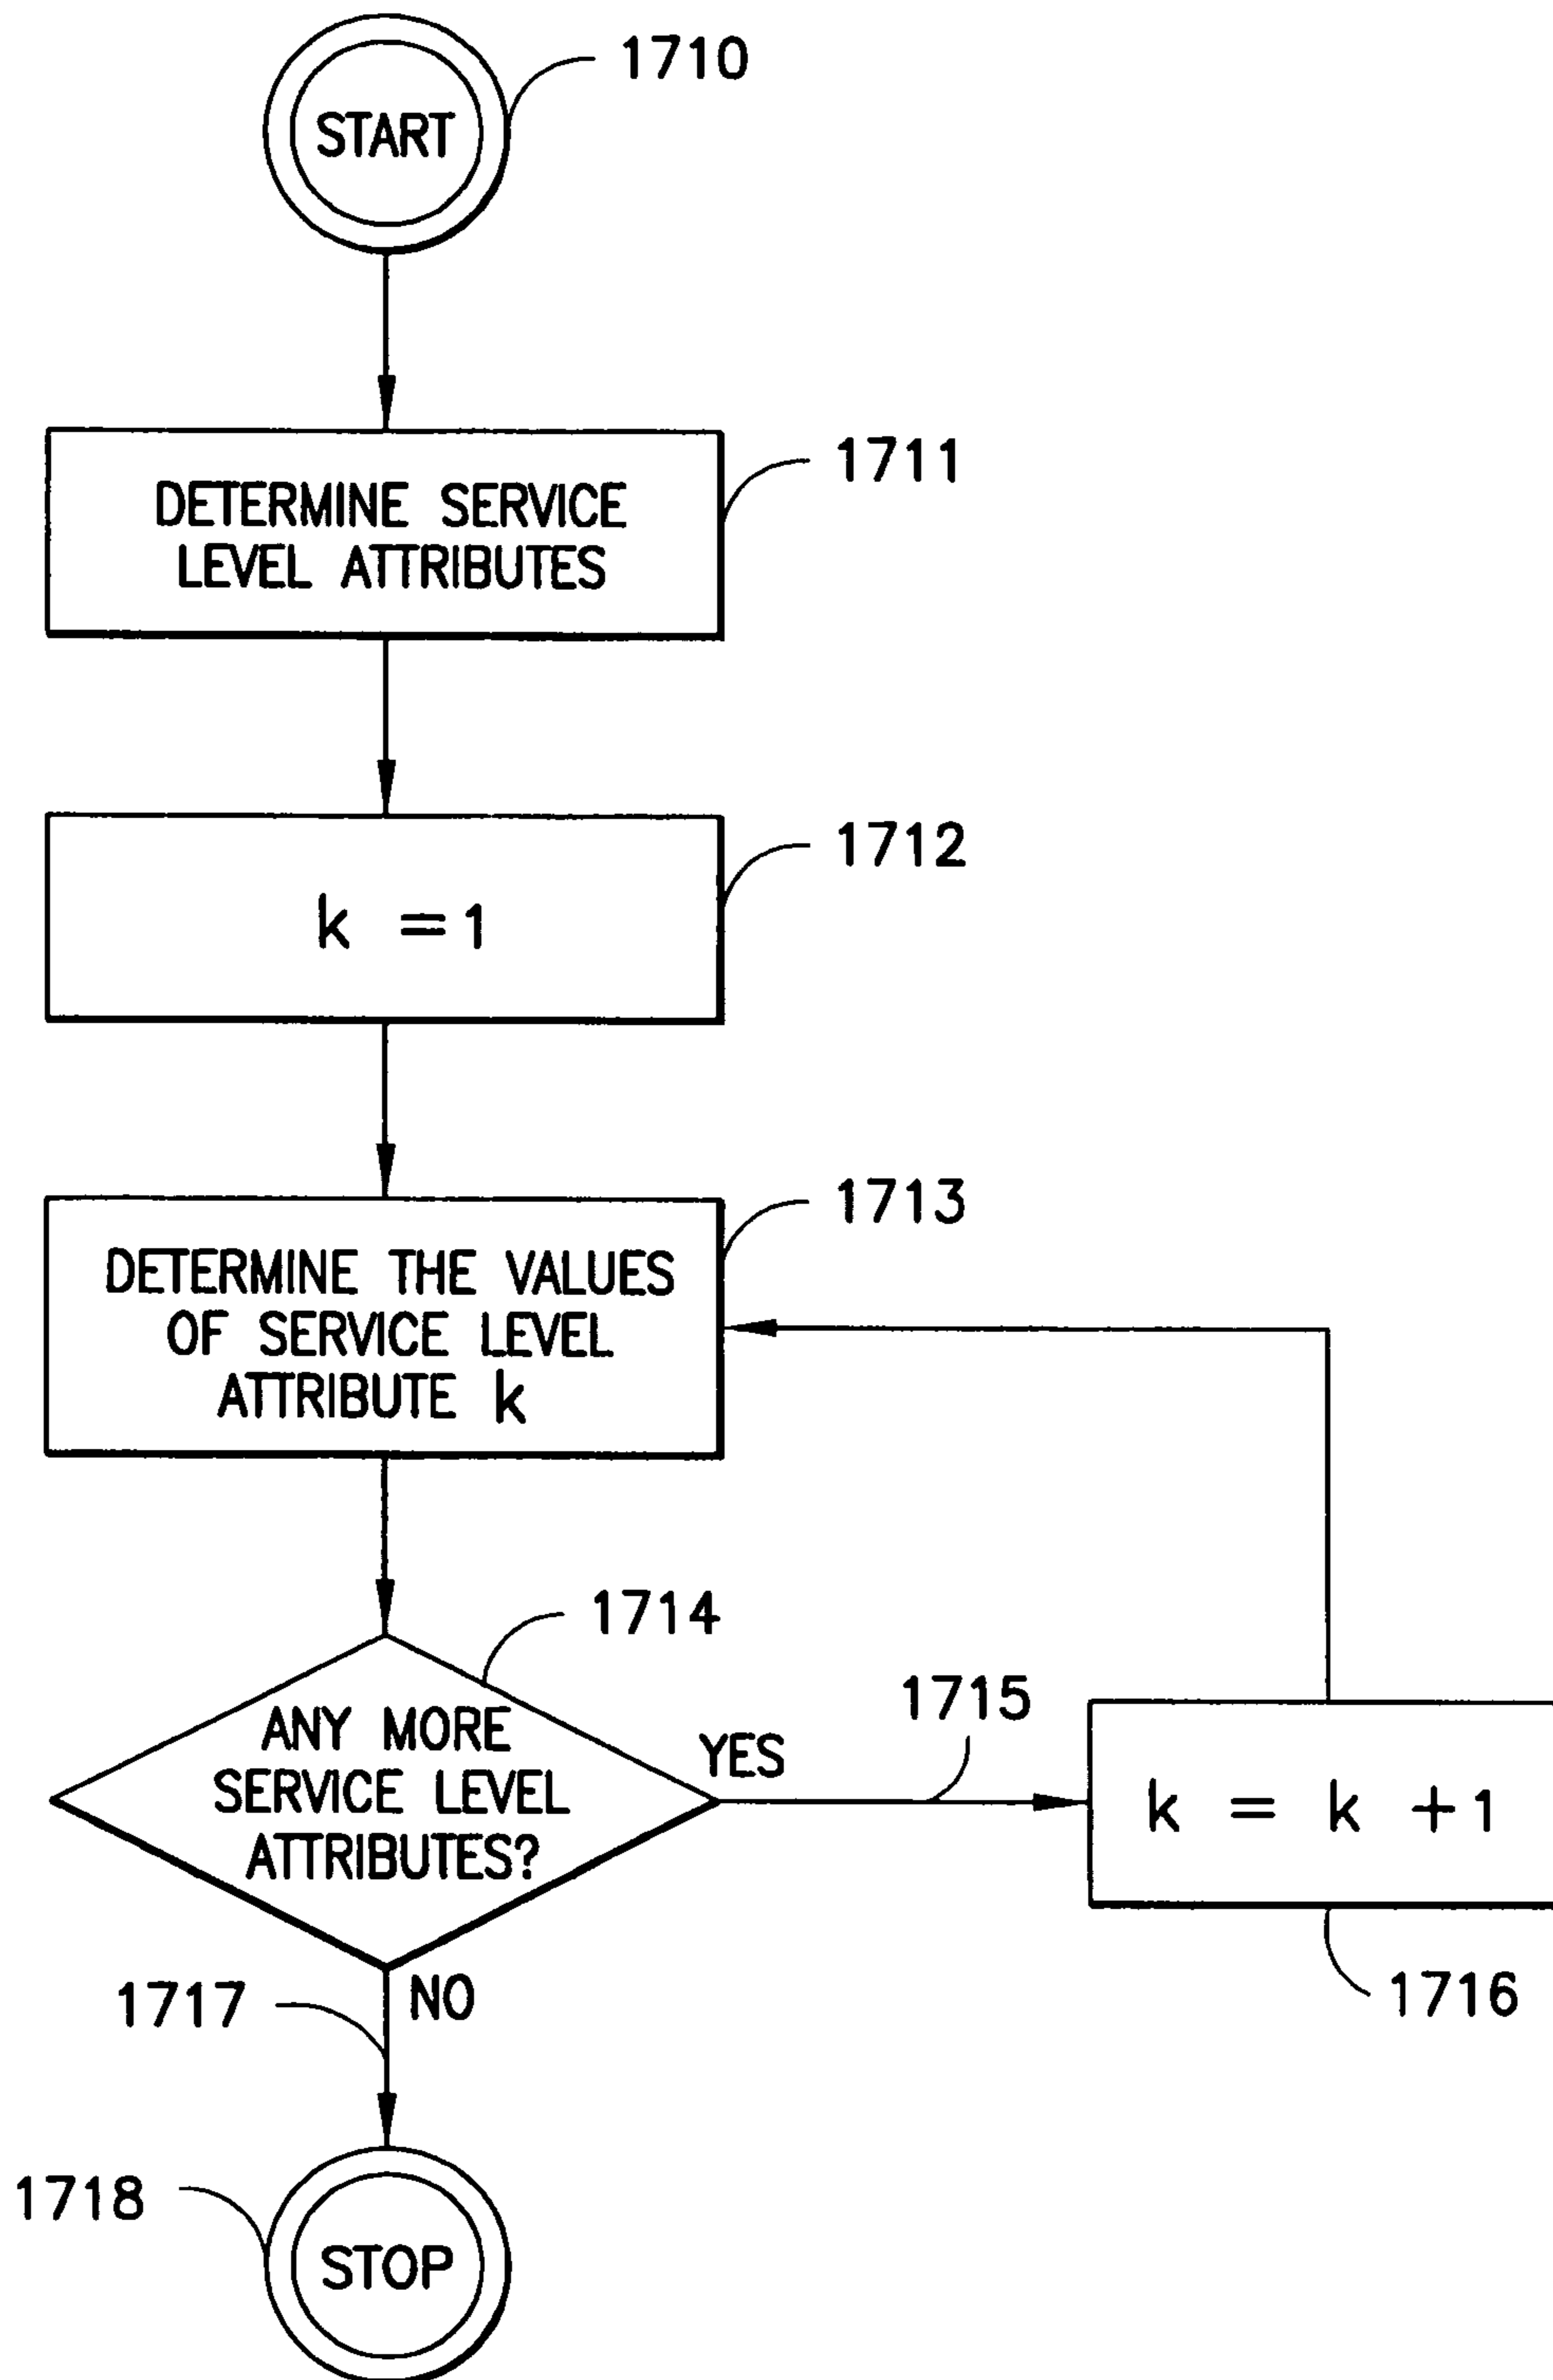 1710
START
1711
DETERMINE SERVICE
LEVEL ATTRIBUTES
1712
k = 1
1713
DETERMINE THE VALUES
OF SERVICE LEVEL
ATTRIBUTE k
1714
ANY MORE
SERVICE LEVEL
ATTRIBUTES?
YES
1715
k = k + 1
1716
1717
NO
1718
STOP